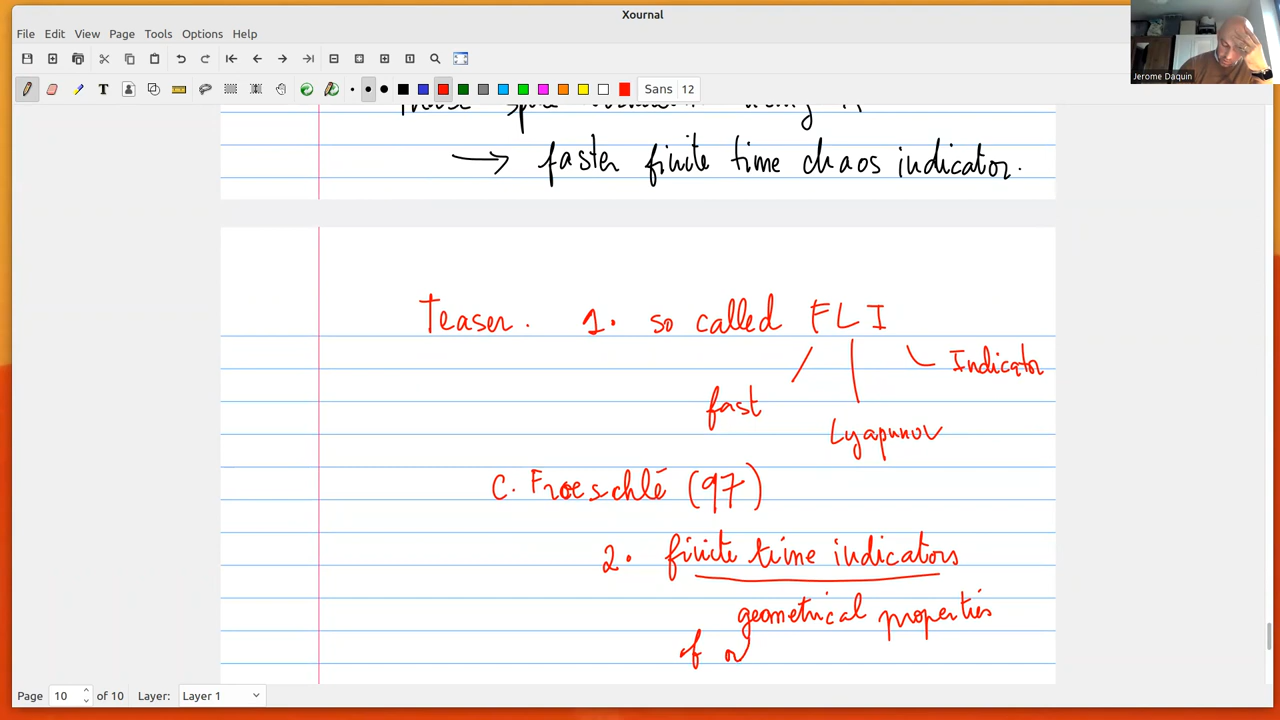 Xournal
File Edit View Page Tools Options Help
Jerome Daquin
Sans 12
→ faster finite time chaos indicator.
Teaser. 1. so called FLI
Indicator
fast
Lyapunov
C. Froeschlé (97)
2. finite time indicators
geometrical properties
of
Page 10 of 10 Layer: Layer 1